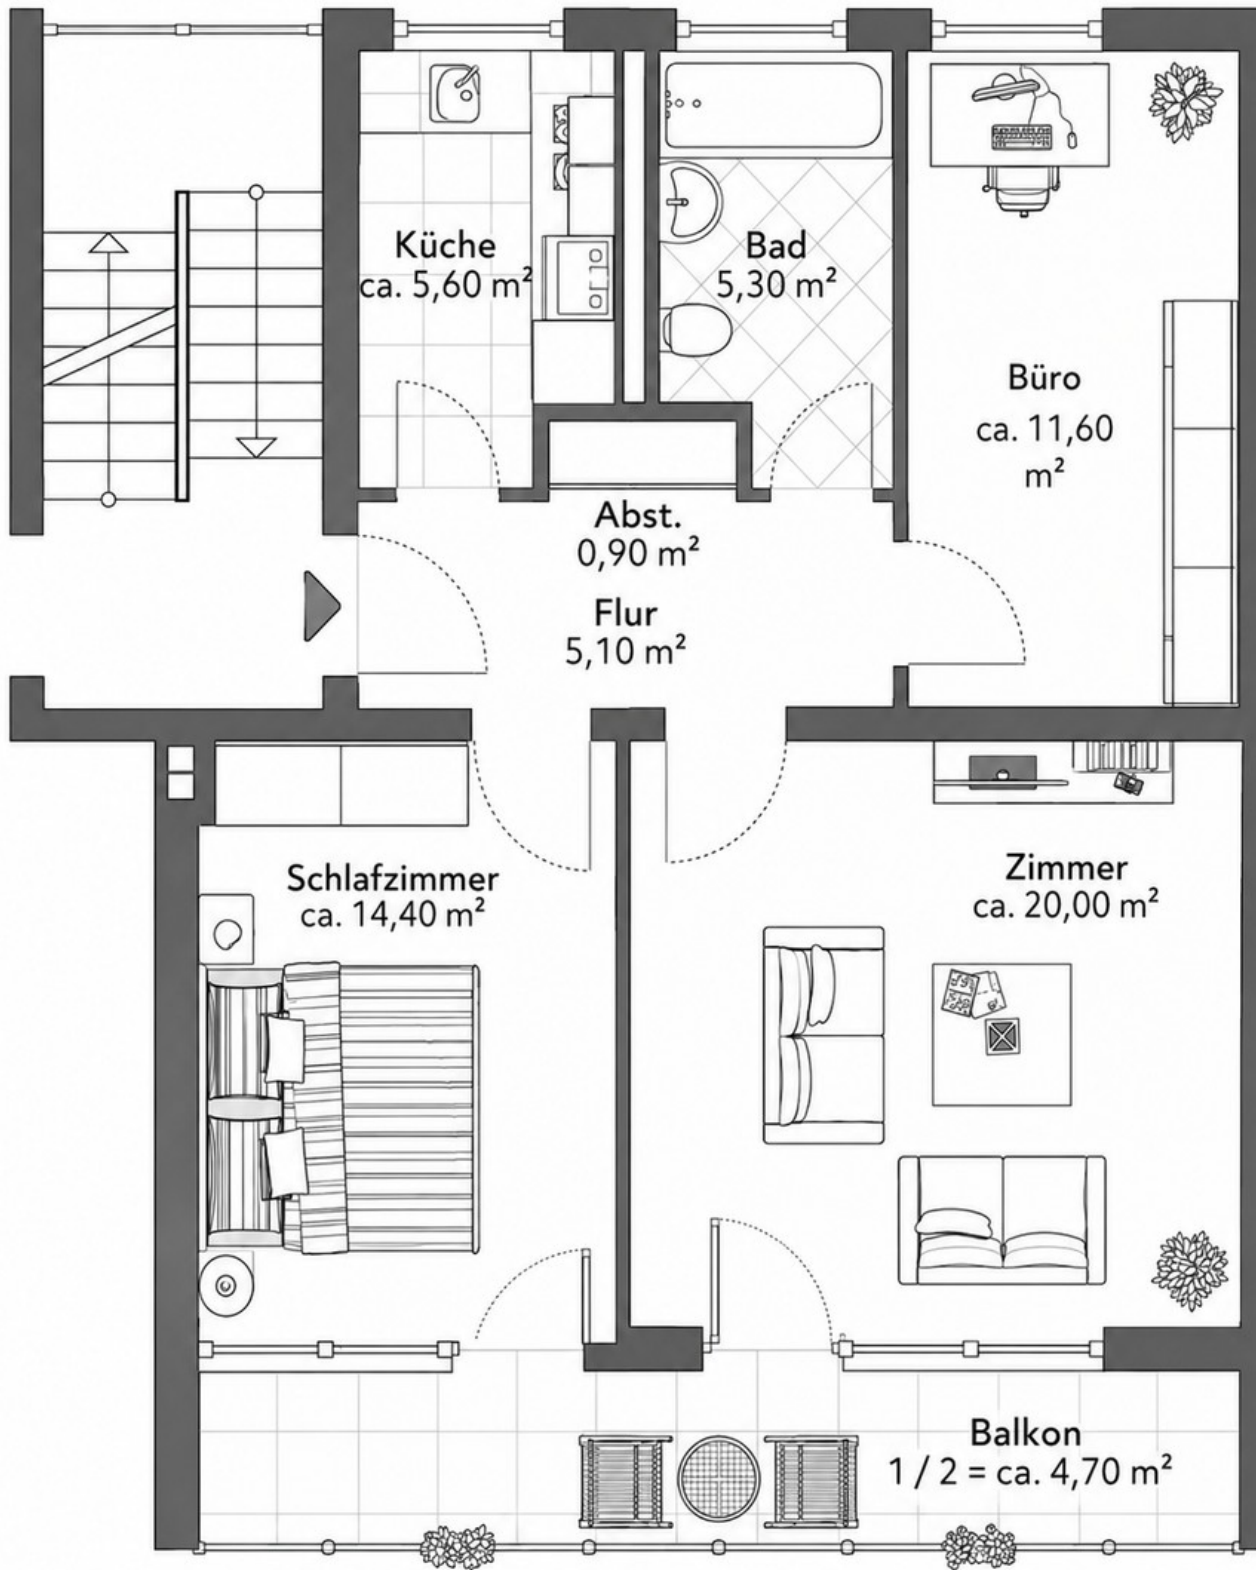 Küche
ca. 5,60 m²
Bad
5,30 m²
Büro
ca. 11,60
m²
Abst.
0,90 m²
Flur
5,10 m²
Schlafzimmer
ca. 14,40 m²
Zimmer
ca. 20,00 m²
Balkon
1 / 2 = ca. 4,70 m²